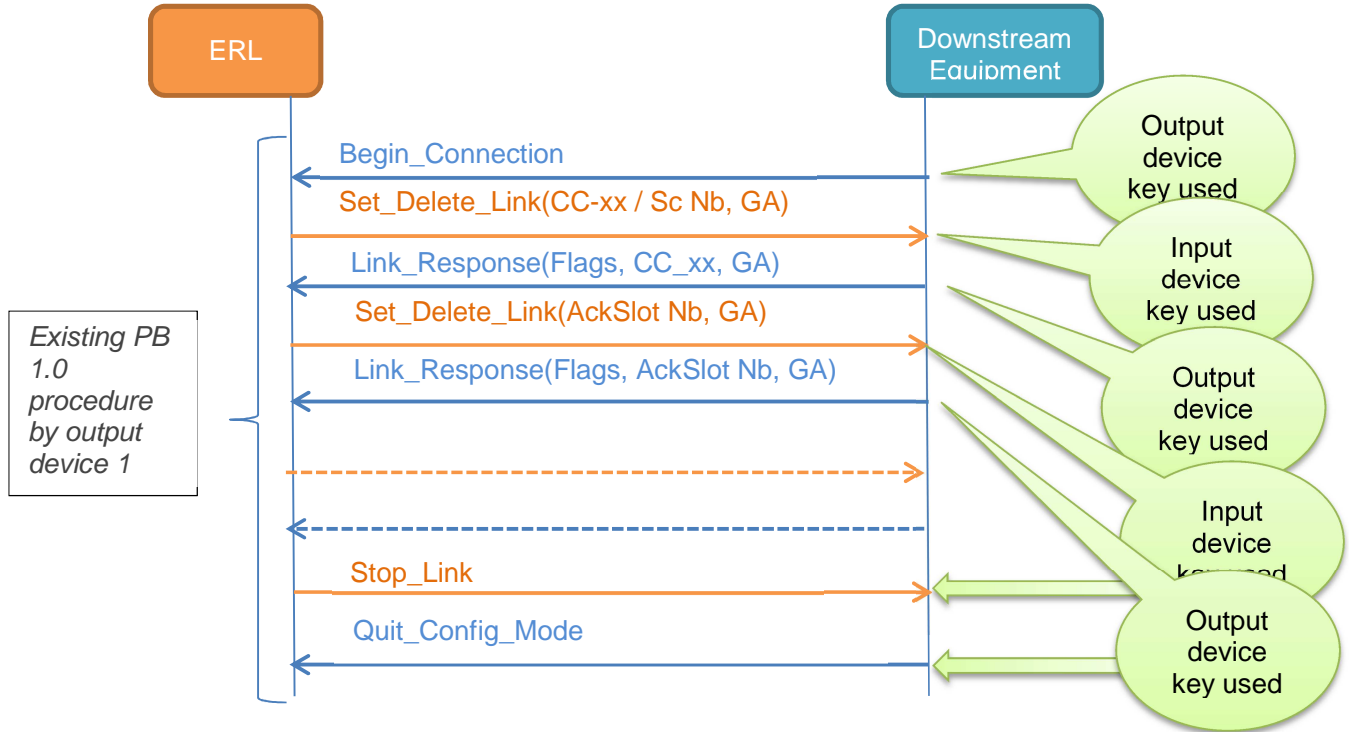 ERL
Downstream
Equipment
Begin_Connection
Output
device
key used
Set_Delete_Link(CC-xx / Sc Nb, GA)
Input
device
key used
Link_Response(Flags, CC_xx, GA)
Set_Delete_Link(AckSlot Nb, GA)
Output
device
key used
Link_Response(Flags, AckSlot Nb, GA)
Existing PB
1.0
procedure
by output
device 1
Input
device
key used
Stop_Link
Quit_Config_Mode
Output
device
key used